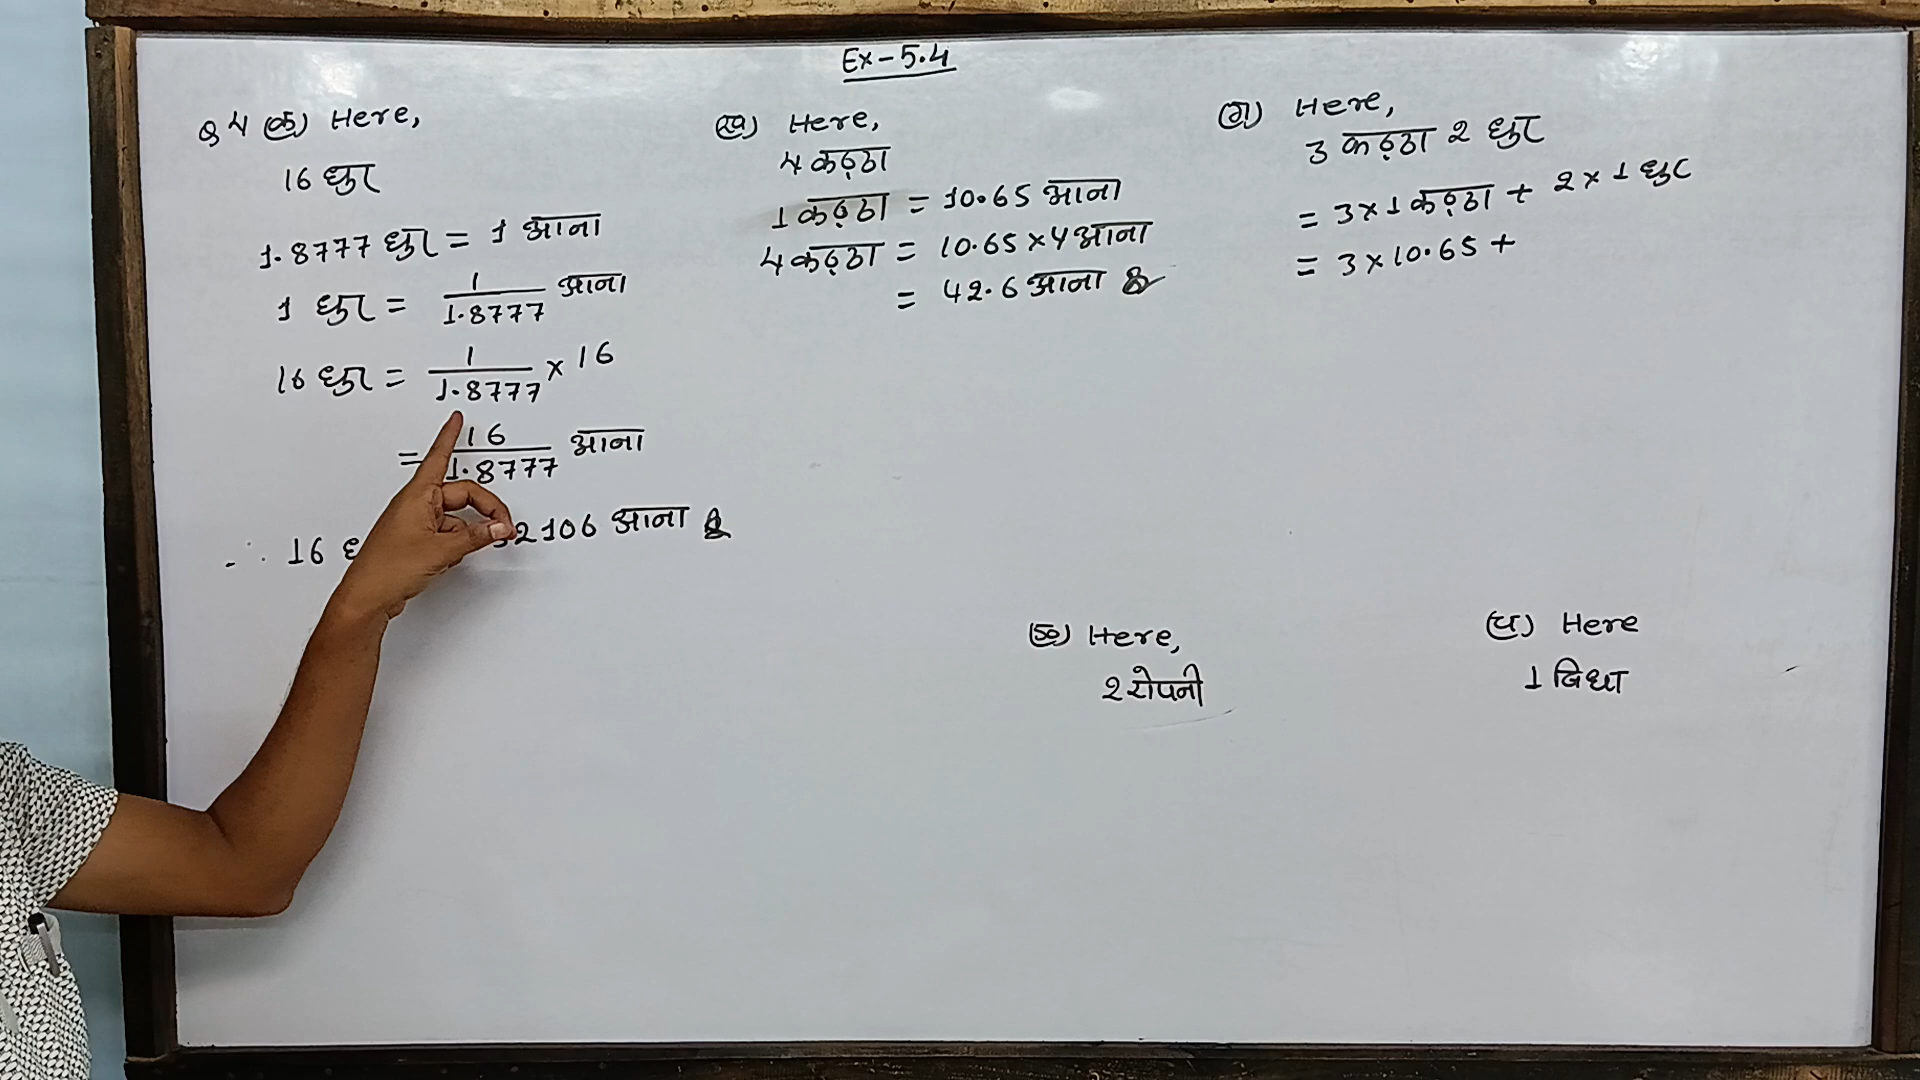 Ex-5.4
Q 4 (क) Here,
16 धुर
1.8777 धुर = 1 आना
1 धुर = 1/1.8777 आना
16 धुर = 1/1.8777 × 16
= 16/1.8777 आना
∴ 16 2106 आना
(ख) Here,
4 कठ्ठा
1 कठ्ठा = 10.65 आना
4 कठ्ठा = 10.65 × 4 आना
= 42.6 आना
(ग) Here,
3 कठ्ठा 2 धुर
= 3 × 1 कठ्ठा + 2 × 1 धुर
= 3 × 10.65 +
(ङ) Here,
2 रोपनी
(घ) Here
1 बिघा